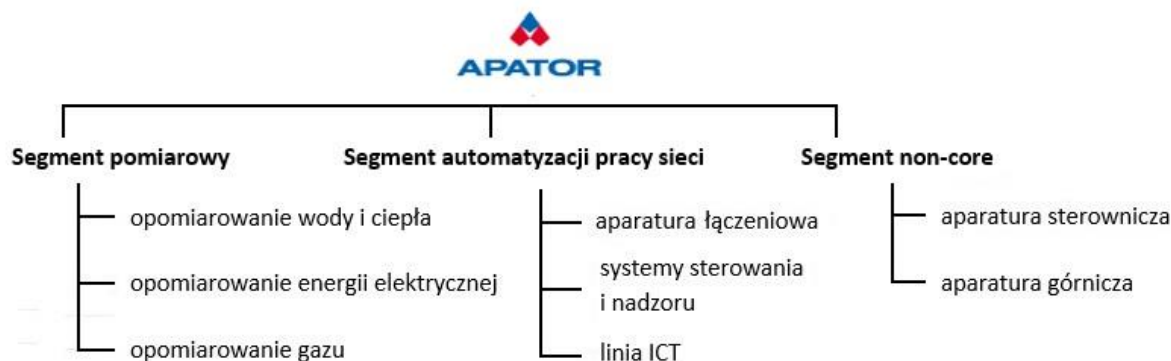 APATOR
Segment pomiarowy
opomiarowanie wody i ciepła
opomiarowanie energii elektrycznej
opomiarowanie gazu
Segment automatyzacji pracy sieci
aparatura łączeniowa
systemy sterowania
i nadzoru
linia ICT
Segment non-core
aparatura sterownicza
aparatura górnicza